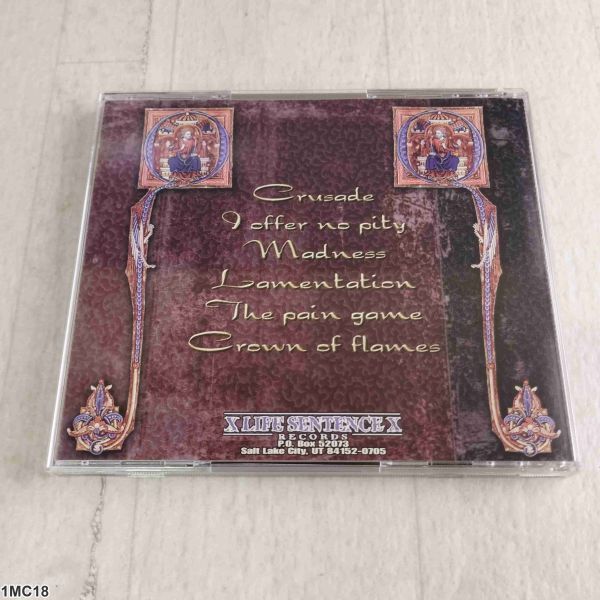 Crusade
I offer no pity
Madness
Lamentation
The pain game
Crown of flames
X LIFE SENTENCE X
RECORDS
P.O. Box 52073
Salt Lake City, UT 84152-0705
1MC18